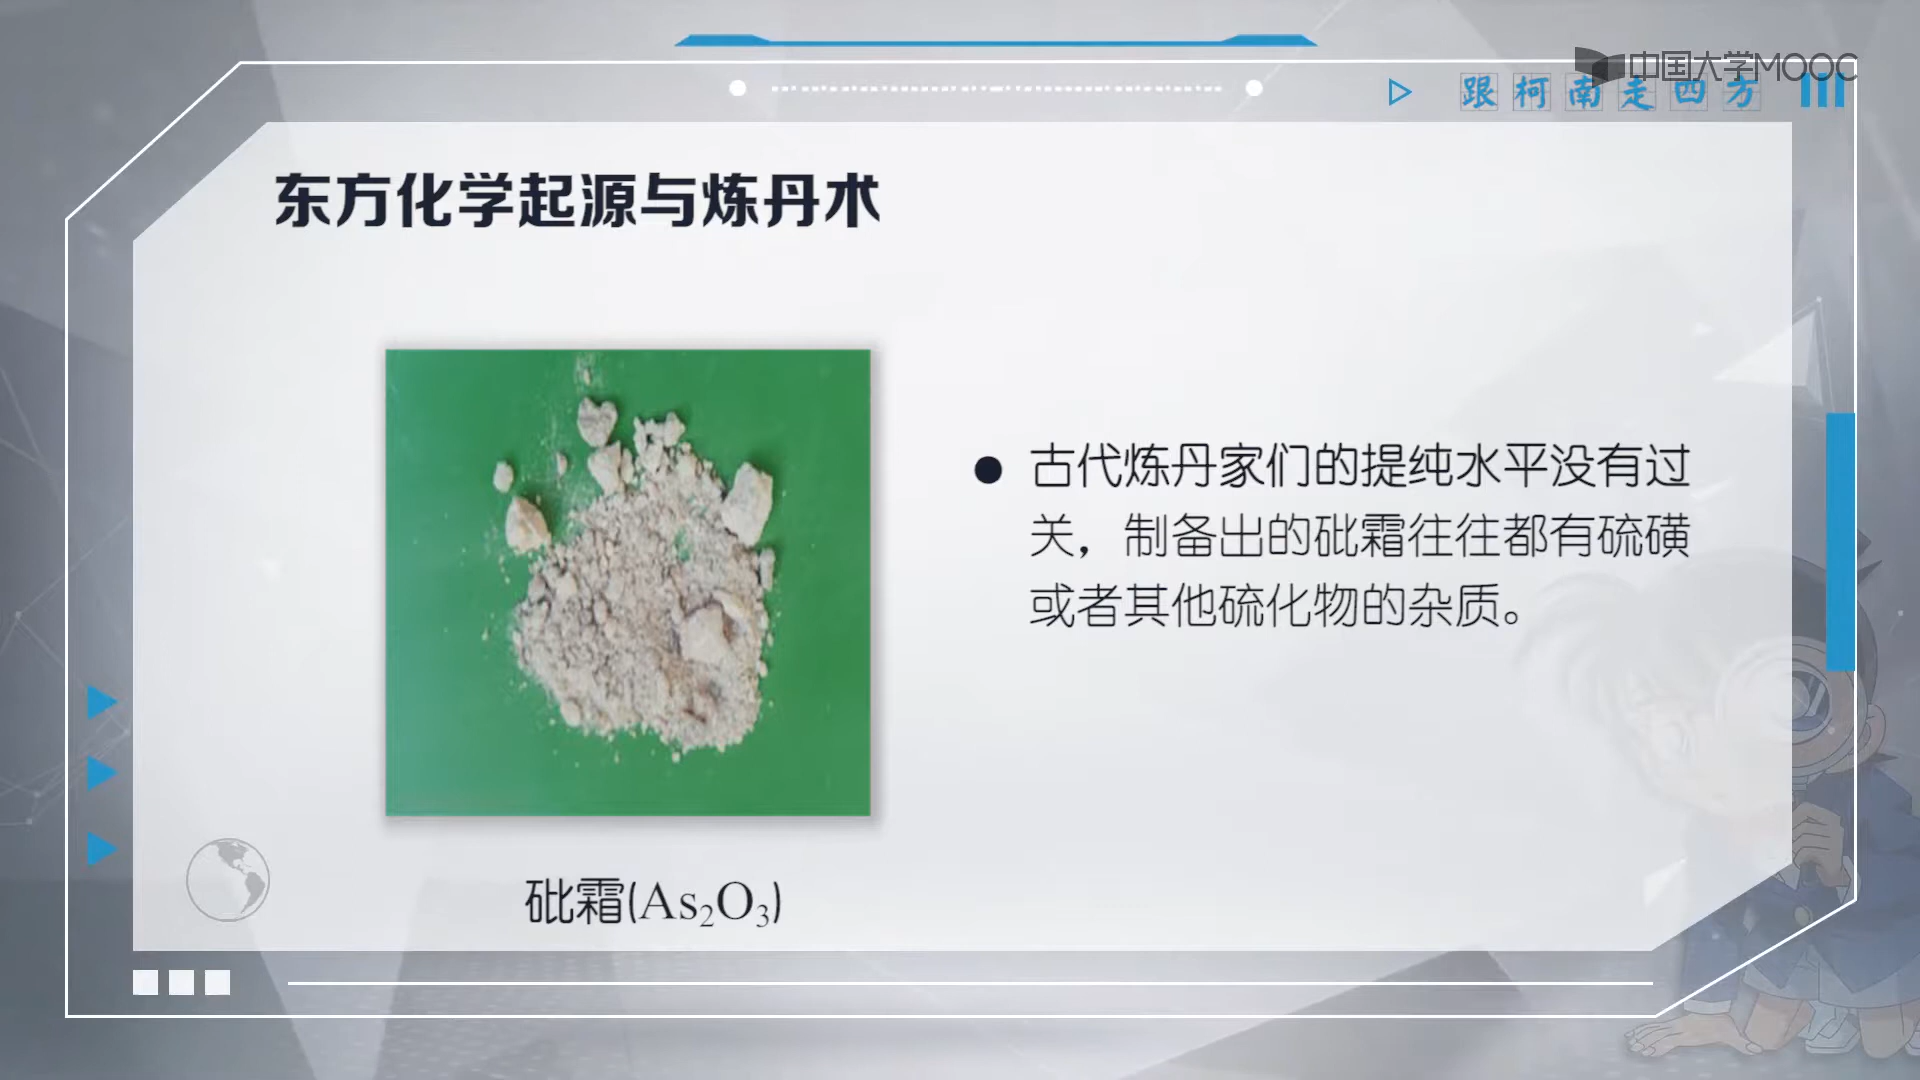 中国大学MOOC
跟柯南走四方
东方化学起源与炼丹术
古代炼丹家们的提纯水平没有过
关，制备出的砒霜往往都有硫磺
或者其他硫化物的杂质。
砒霜(As₂O₃)